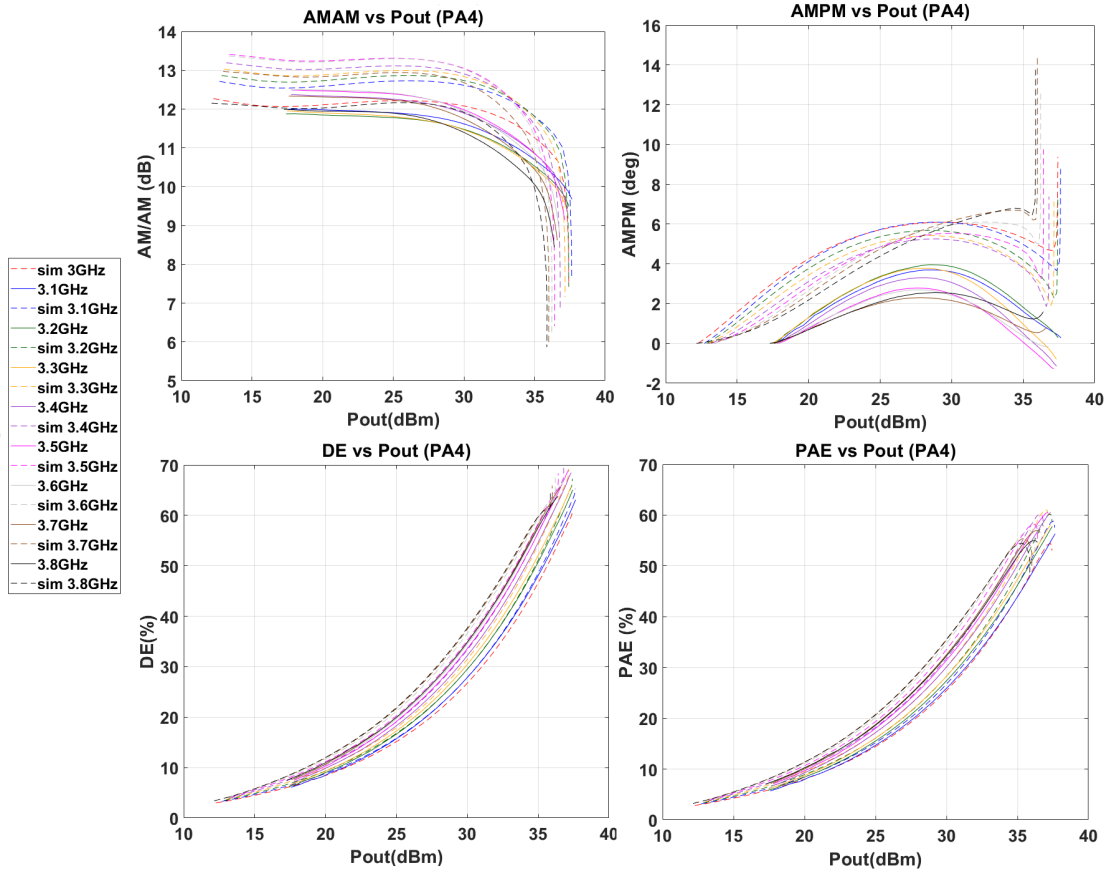 AMAM vs Pout (PA4)
14
13
12
11
10
9
8
7
6
5
AM/AM (dB)
10
15
20
25
30
35
40
Pout(dBm)
AMPM vs Pout (PA4)
16
14
12
10
8
6
4
2
0
-2
AMPM (deg)
10
15
20
25
30
35
40
Pout(dBm)
sim 3GHz
3.1GHz
sim 3.1GHz
3.2GHz
sim 3.2GHz
3.3GHz
sim 3.3GHz
3.4GHz
sim 3.4GHz
3.5GHz
sim 3.5GHz
3.6GHz
sim 3.6GHz
3.7GHz
sim 3.7GHz
3.8GHz
sim 3.8GHz
DE vs Pout (PA4)
70
60
50
40
30
20
10
0
DE(%)
10
15
20
25
30
35
40
Pout(dBm)
PAE vs Pout (PA4)
70
60
50
40
30
20
10
0
PAE (%)
10
15
20
25
30
35
40
Pout(dBm)